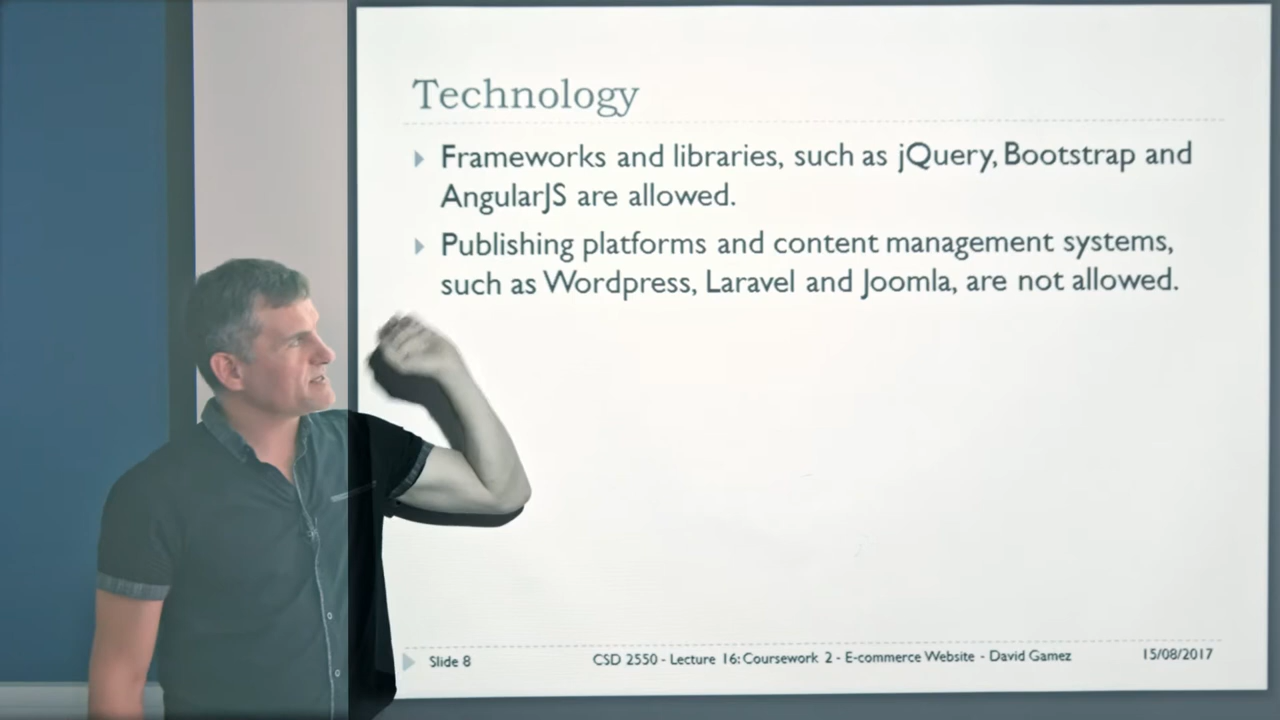 Technology
Frameworks and libraries, such as jQuery, Bootstrap and
AngularJS are allowed.
Publishing platforms and content management systems,
such as Wordpress, Laravel and Joomla, are not allowed.
Slide 8
CSD 2550 - Lecture 16: Coursework 2 - E-commerce Website - David Gamez
15/08/2017